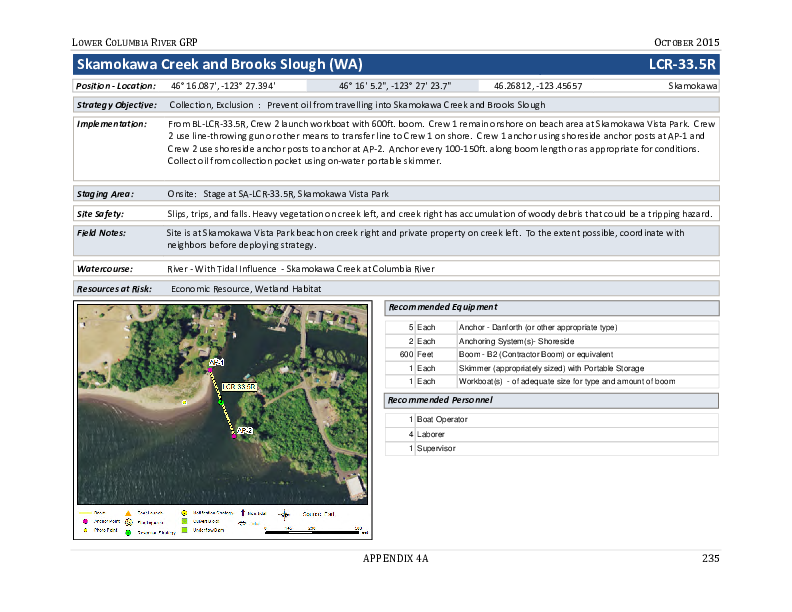 LOWER COLUMBIA RIVER GRP OCTOBER 2015
Skamokawa Creek and Brooks Slough (WA) LCR-33.5R
Position - Location: 46° 16.087', -123° 27.394' 46° 16' 5.2", -123° 27' 23.7" 46.26812, -123.45657 Skamokawa
Strategy Objective: Collection, Exclusion : Prevent oil from travelling into Skamokawa Creek and Brooks Slough
Implementation: From BL-LCR-33.5R, Crew 2 launch workboat with 600ft. boom. Crew 1 remain onshore on beach area at Skamokawa Vista Park. Crew
2 use line-throwing gun or other means to transfer line to Crew 1 on shore. Crew 1 anchor using shoreside anchor posts at AP-1 and
Crew 2 use shoreside anchor posts to anchor at AP-2. Anchor every 100-150ft. along boom length or as appropriate for conditions.
Collect oil from collection pocket using on-water portable skimmer.
Staging Area: Onsite: Stage at SA-LCR-33.5R, Skamokawa Vista Park
Site Safety: Slips, trips, and falls. Heavy vegetation on creek left, and creek right has accumulation of woody debris that could be a tripping hazard.
Field Notes: Site is at Skamokawa Vista Park beach on creek right and private property on creek left. To the extent possible, coordinate with
neighbors before deploying strategy.
Watercourse: River - With Tidal Influence - Skamokawa Creek at Columbia River
Resources at Risk: Economic Resource, Wetland Habitat
AP-1
LCR-33.5R
AP-2
Anchor Point
Photo Point
Notification Strategy
Recommended Equipment
5 Each Anchor - Danforth (or other appropriate type)
2 Each Anchoring System(s)- Shoreside
600 Feet Boom - B2 (Contractor Boom) or equivalent
1 Each Skimmer (appropriately sized) with Portable Storage
1 Each Workboat(s) - of adequate size for type and amount of boom
Recommended Personnel
1 Boat Operator
4 Laborer
1 Supervisor
APPENDIX 4A 235